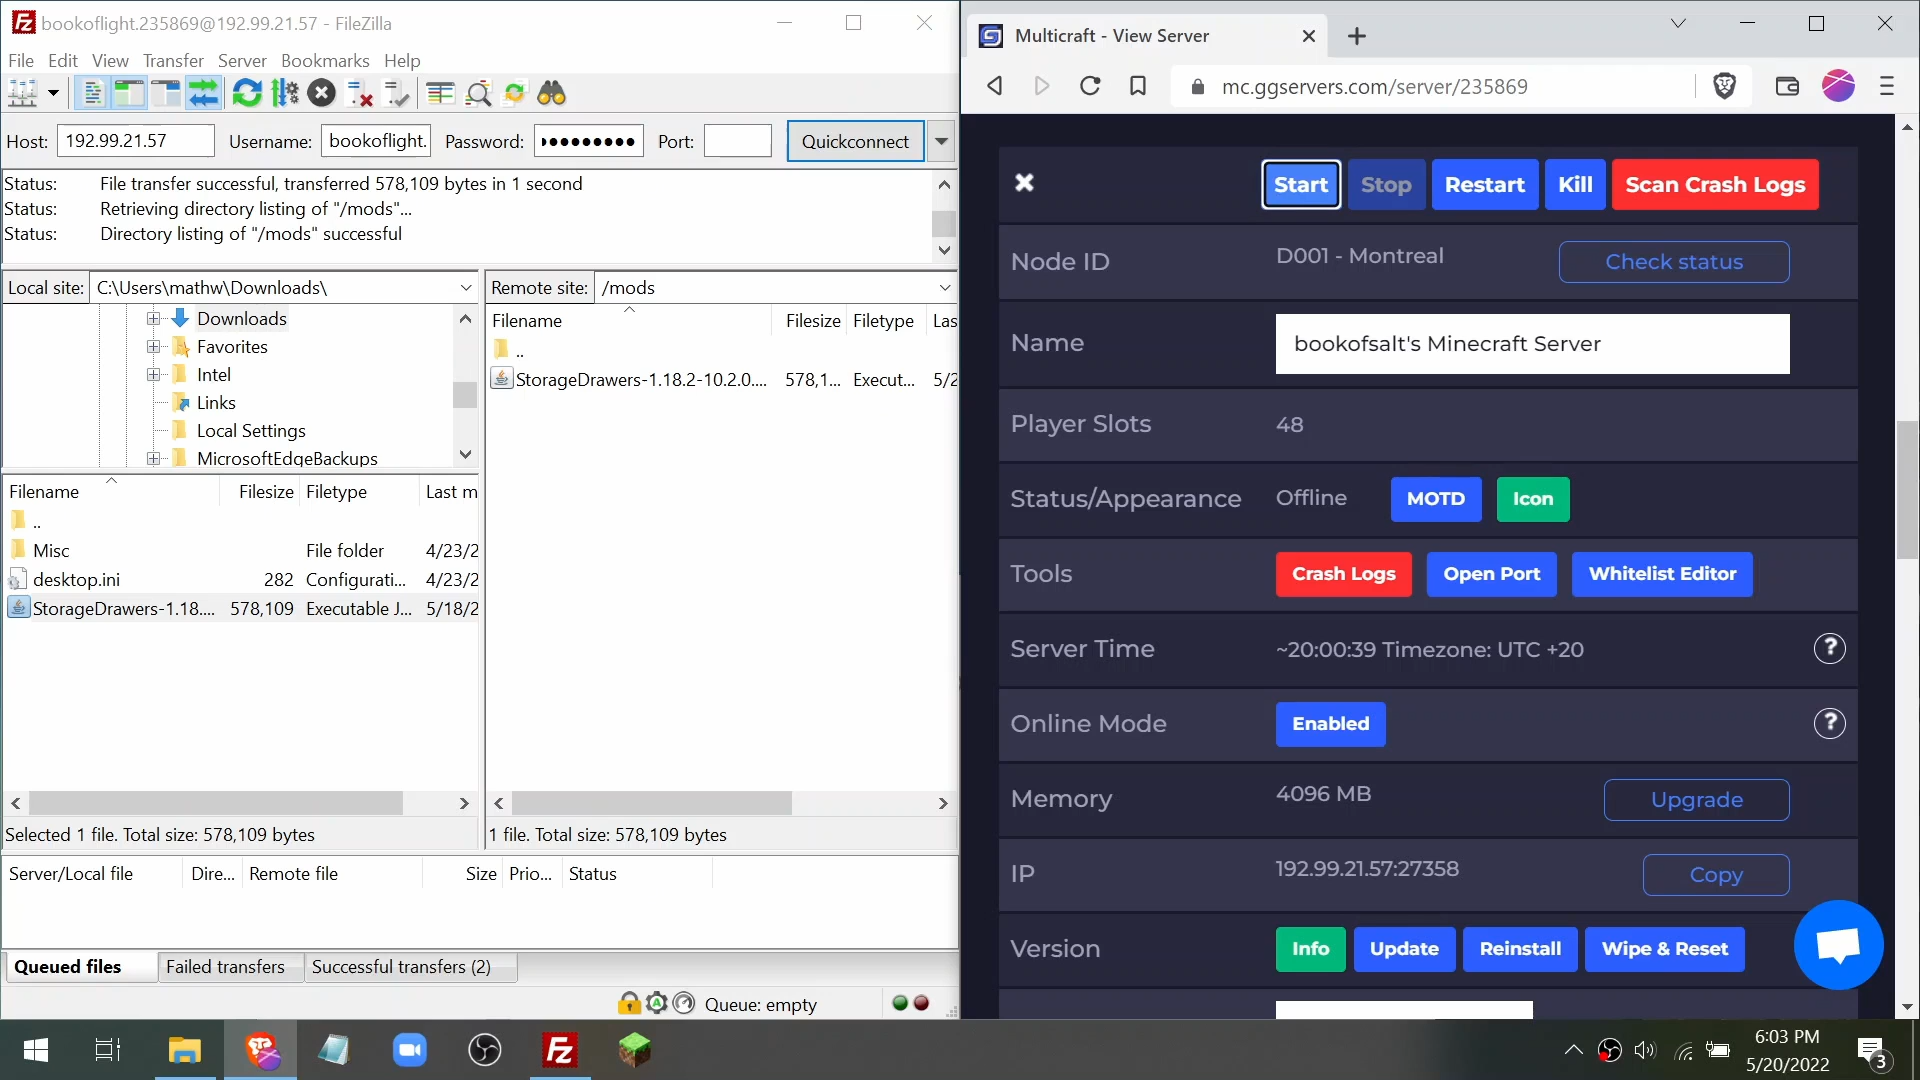 bookoflight.235869@192.99.21.57 - FileZilla
File Edit View Transfer Server Bookmarks Help
Host: 192.99.21.57 Username: bookoflight. Password: ●●●●●●●●● Port: Quickconnect
Status: File transfer successful, transferred 578,109 bytes in 1 second
Status: Retrieving directory listing of "/mods"...
Status: Directory listing of "/mods" successful
Local site: C:\Users\mathw\Downloads\
Downloads
Favorites
Intel
Links
Local Settings
MicrosoftEdgeBackups
Filename Filesize Filetype Last m
..
Misc File folder 4/23/2
desktop.ini 282 Configurati... 4/23/2
StorageDrawers-1.18.... 578,109 Executable J... 5/18/2
Selected 1 file. Total size: 578,109 bytes
Remote site: /mods
Filename Filesize Filetype Las
..
StorageDrawers-1.18.2-10.2.0.... 578,1... Execut... 5/2
1 file. Total size: 578,109 bytes
Server/Local file Dire... Remote file Size Prio... Status
Queued files Failed transfers Successful transfers (2)
Queue: empty
Multicraft - View Server
mc.ggservers.com/server/235869
Start Stop Restart Kill Scan Crash Logs
Node ID D001 - Montreal Check status
Name bookofsalt's Minecraft Server
Player Slots 48
Status/Appearance Offline MOTD Icon
Tools Crash Logs Open Port Whitelist Editor
Server Time ~20:00:39 Timezone: UTC +20 ?
Online Mode Enabled ?
Memory 4096 MB Upgrade
IP 192.99.21.57:27358 Copy
Version Info Update Reinstall Wipe & Reset
6:03 PM
5/20/2022
3